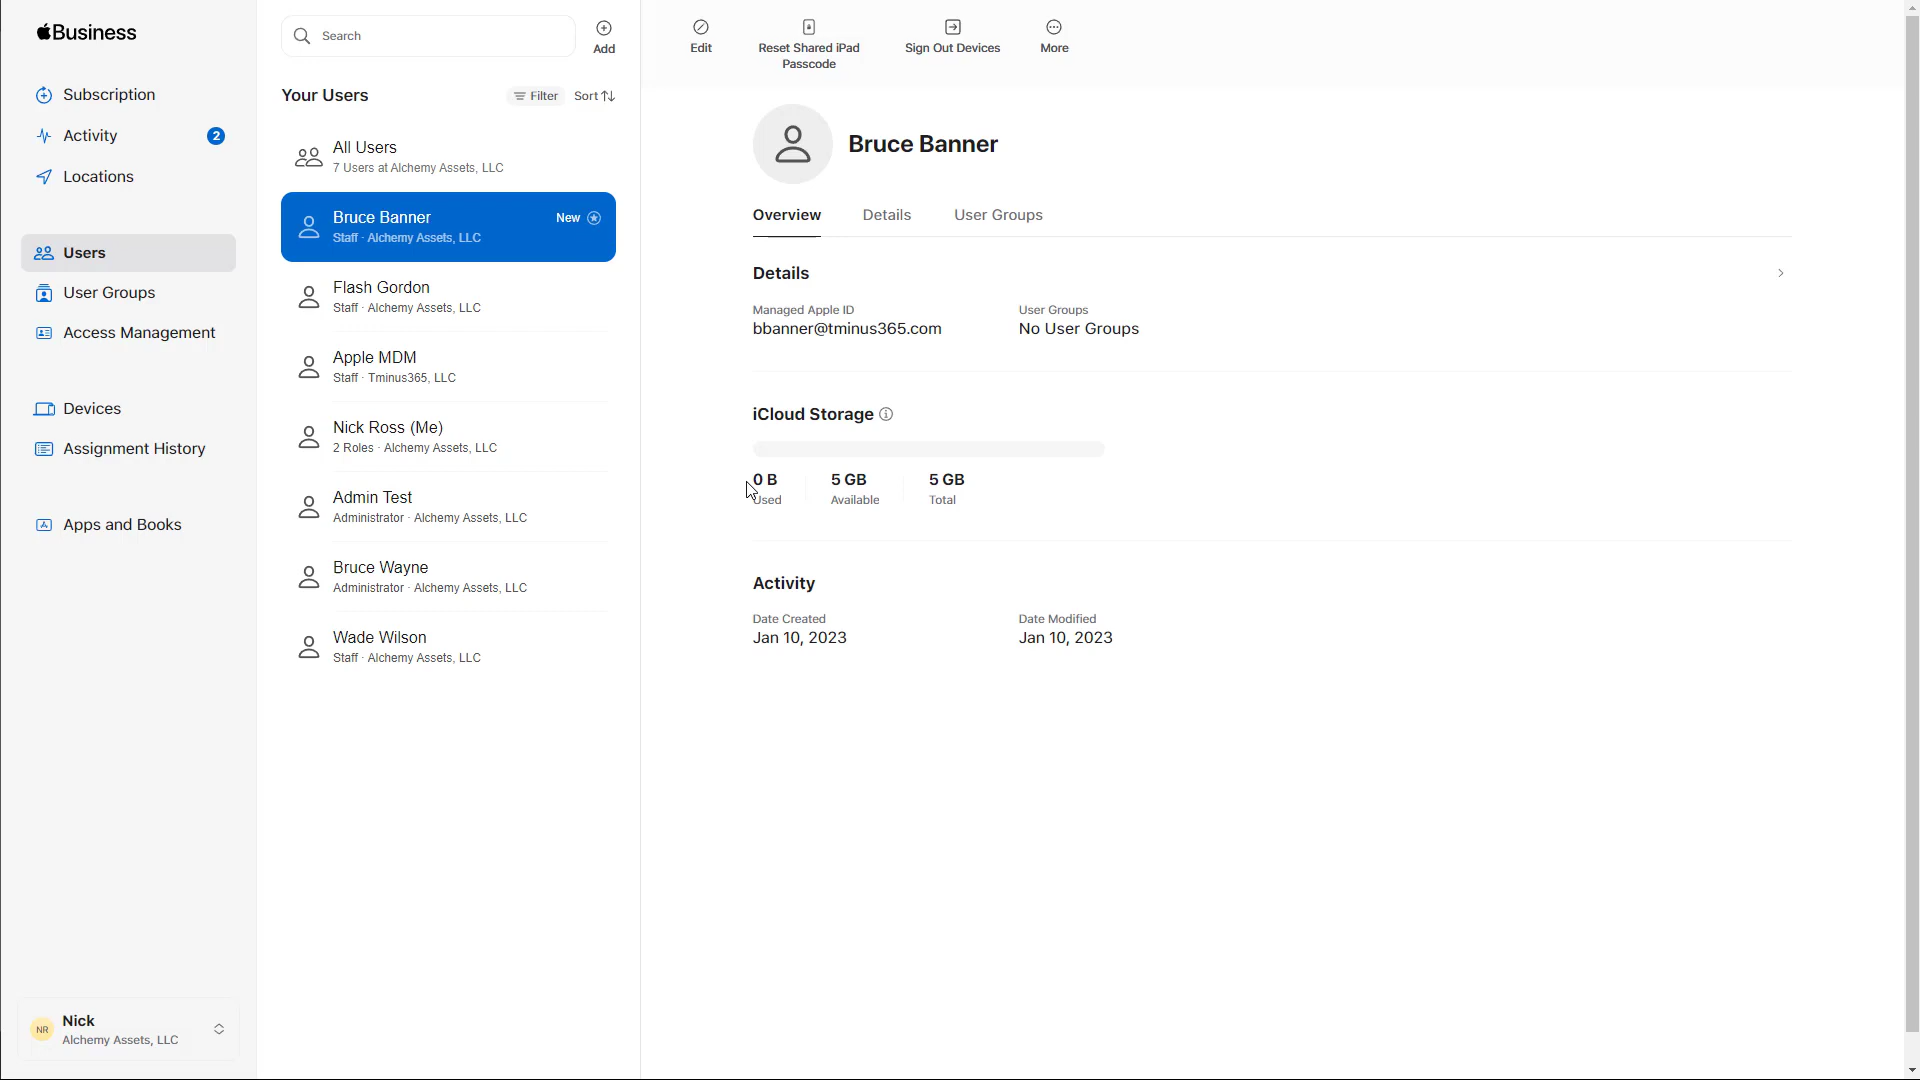 Business
Subscription
Activity
2
Locations
Users
User Groups
Access Management
Devices
Assignment History
Apps and Books
NR
Nick
Alchemy Assets, LLC
Search
Add
Your Users
Filter
Sort
All Users
7 Users at Alchemy Assets, LLC
Bruce Banner
New
Staff · Alchemy Assets, LLC
Flash Gordon
Staff · Alchemy Assets, LLC
Apple MDM
Staff · Tminus365, LLC
Nick Ross (Me)
2 Roles · Alchemy Assets, LLC
Admin Test
Administrator · Alchemy Assets, LLC
Bruce Wayne
Administrator · Alchemy Assets, LLC
Wade Wilson
Staff · Alchemy Assets, LLC
Edit
Reset Shared iPad
Passcode
Sign Out Devices
More
Bruce Banner
Overview
Details
User Groups
Details
Managed Apple ID
bbanner@tminus365.com
User Groups
No User Groups
iCloud Storage
0 B
Used
5 GB
Available
5 GB
Total
Activity
Date Created
Jan 10, 2023
Date Modified
Jan 10, 2023